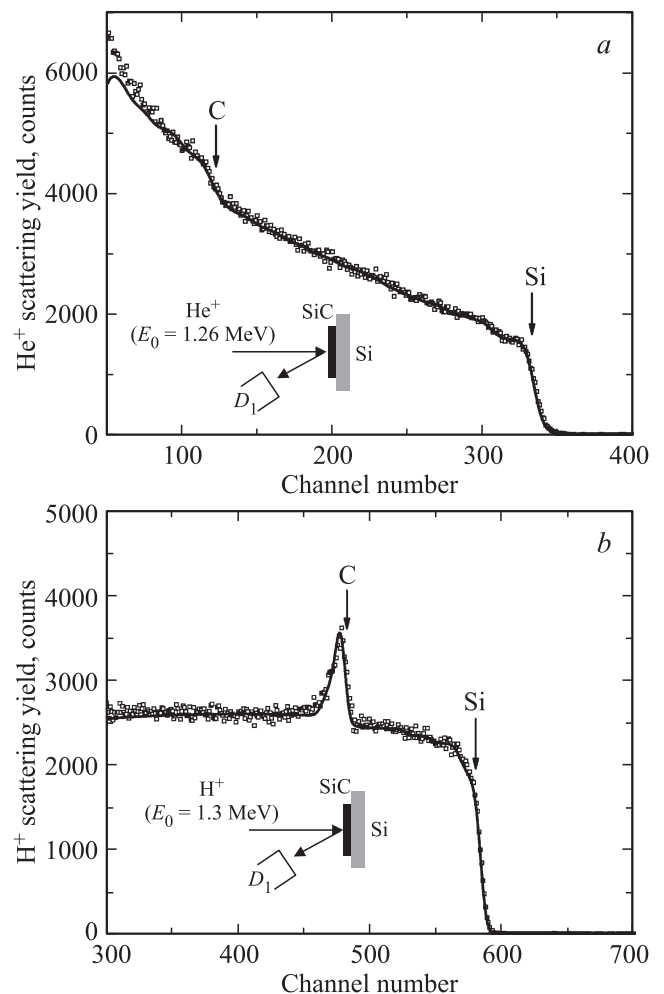 a
He⁺ scattering yield, counts
6000
4000
2000
0
C
Si
He⁺
(E₀ = 1.26 MeV)
SiC
Si
D₁
100 200 300 400
Channel number
b
H⁺ scattering yield, counts
5000
4000
3000
2000
1000
0
C
Si
H⁺
(E₀ = 1.3 MeV)
SiC
Si
D₁
300 400 500 600 700
Channel number